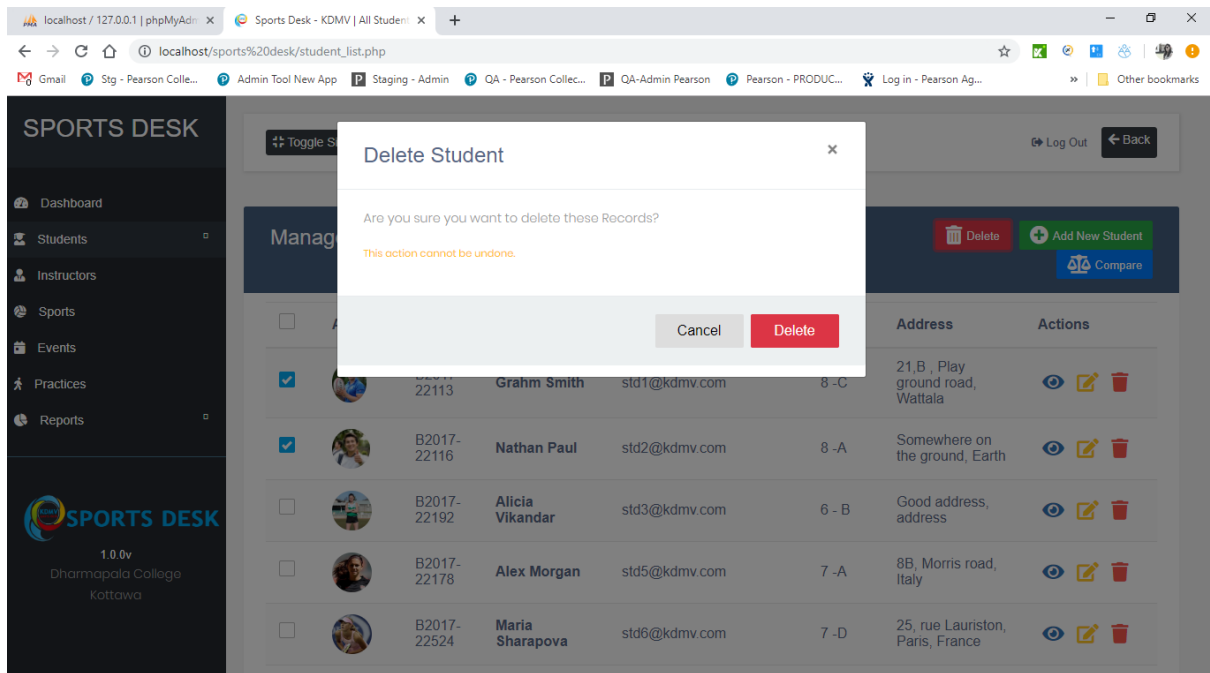 localhost / 127.0.0.1 | phpMyAdm
Sports Desk - KDMV | All Student
localhost/sports%20desk/student_list.php
Gmail
Stg - Pearson Colle...
Admin Tool New App
Staging - Admin
QA - Pearson Collec...
QA-Admin Pearson
Pearson - PRODUC...
Log in - Pearson Ag...
»
Other bookmarks
SPORTS DESK
Dashboard
Students
Instructors
Sports
Events
Practices
Reports
KDMV SPORTS DESK
1.0.0v
Dharmapala College
Kottawa
Toggle S
Log Out
Back
Manag
Delete
Add New Student
Compare
Delete Student
×
Are you sure you want to delete these Records?
This action cannot be undone.
Cancel
Delete
Address
Actions
22113
Grahm Smith
std1@kdmv.com
8 -C
21,B , Play
ground road,
Wattala
B2017-
22116
Nathan Paul
std2@kdmv.com
8 -A
Somewhere on
the ground, Earth
B2017-
22192
Alicia
Vikandar
std3@kdmv.com
6 - B
Good address,
address
B2017-
22178
Alex Morgan
std5@kdmv.com
7 -A
8B, Morris road,
Italy
B2017-
22524
Maria
Sharapova
std6@kdmv.com
7 -D
25, rue Lauriston,
Paris, France